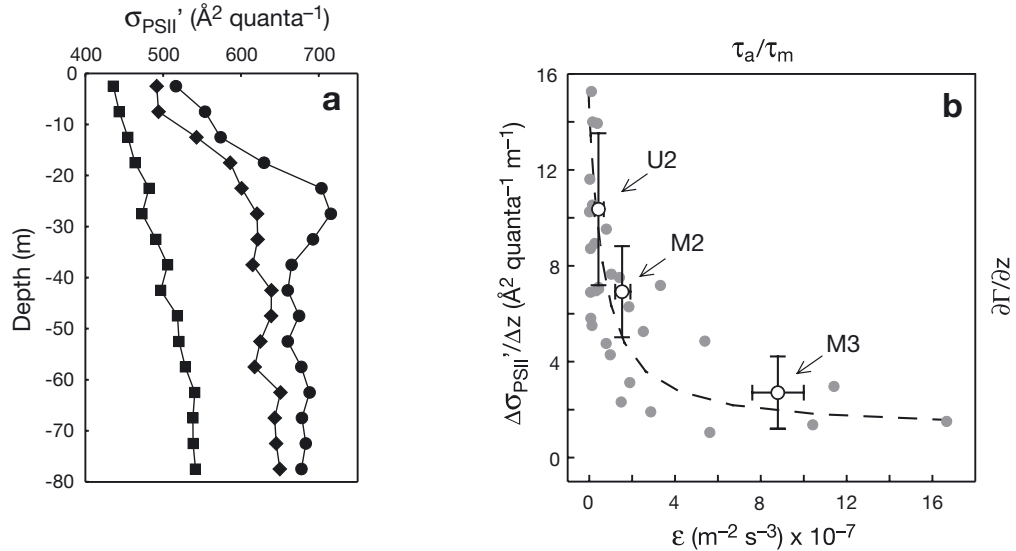 σPSII' (Å² quanta⁻¹)
400 500 600 700
0
-10
-20
-30
-40
-50
-60
-70
-80
Depth (m)
a
τa/τm
16
12
8
4
0
ΔσPSII'/Δz (Å² quanta⁻¹ m⁻¹)
b
U2
M2
M3
∂Γ/∂z
0 4 8 12 16
ε (m⁻² s⁻³) x 10⁻⁷